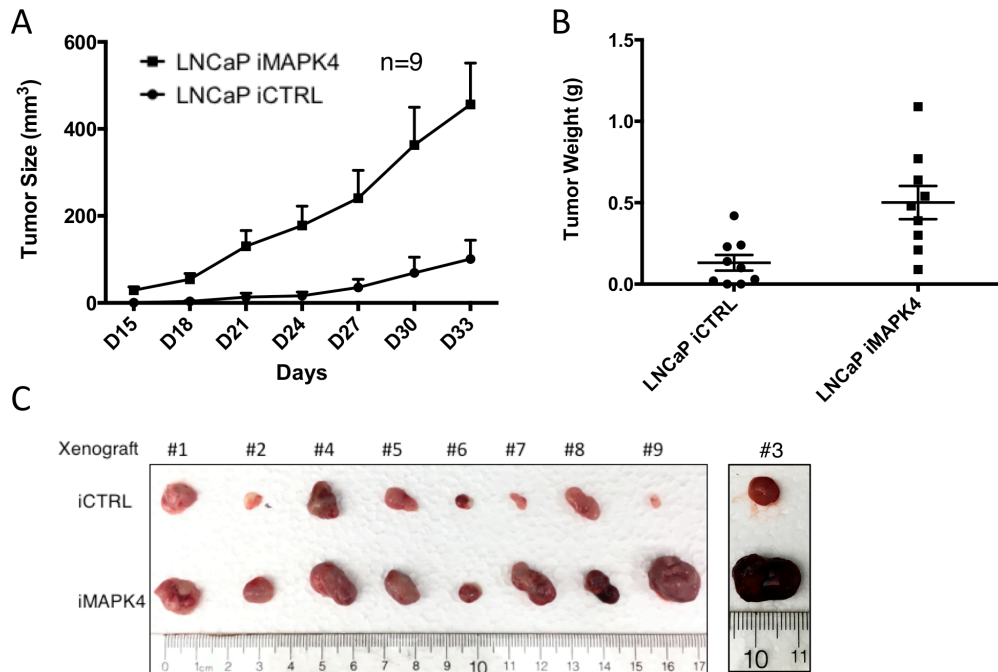 A
600
400
200
0
Tumor Size (mm³)
LNCaP iMAPK4
LNCaP iCTRL
n=9
D15 D18 D21 D24 D27 D30 D33
Days
B
1.5
1.0
0.5
0.0
Tumor Weight (g)
LNCaP iCTRL
LNCaP iMAPK4
C
Xenograft #1 #2 #4 #5 #6 #7 #8 #9 #3
iCTRL
iMAPK4
0 1cm 2 3 4 5 6 7 8 9 10 11 12 13 14 15 16 17
10 11